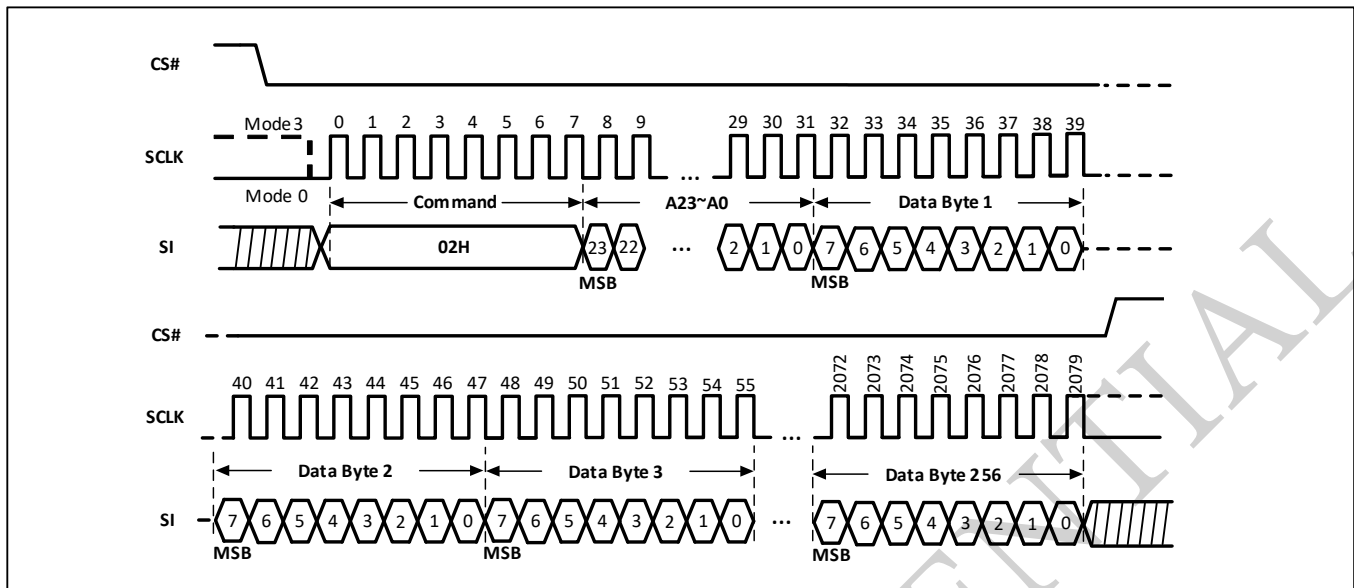 CS#
Mode 3
0 1 2 3 4 5 6 7 8 9 29 30 31 32 33 34 35 36 37 38 39
SCLK
...
Mode 0
Command A23~A0 Data Byte 1
SI 02H 23 22 ... 2 1 0 7 6 5 4 3 2 1 0
MSB MSB
CS#
40 41 42 43 44 45 46 47 48 49 50 51 52 53 54 55 2072 2073 2074 2075 2076 2077 2078 2079
SCLK
...
Data Byte 2 Data Byte 3 Data Byte 256
SI 7 6 5 4 3 2 1 0 7 6 5 4 3 2 1 0 ... 7 6 5 4 3 2 1 0
MSB MSB MSB
ENTIAL